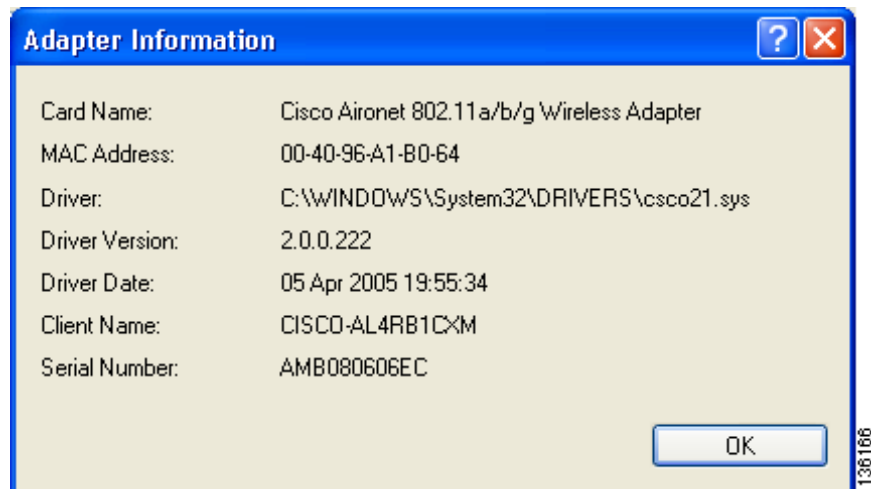 Adapter Information
Card Name: Cisco Aironet 802.11a/b/g Wireless Adapter
MAC Address: 00-40-96-A1-B0-64
Driver: C:\WINDOWS\System32\DRIVERS\csco21.sys
Driver Version: 2.0.0.222
Driver Date: 05 Apr 2005 19:55:34
Client Name: CISCO-AL4RB1CXM
Serial Number: AMB080606EC
OK
136166